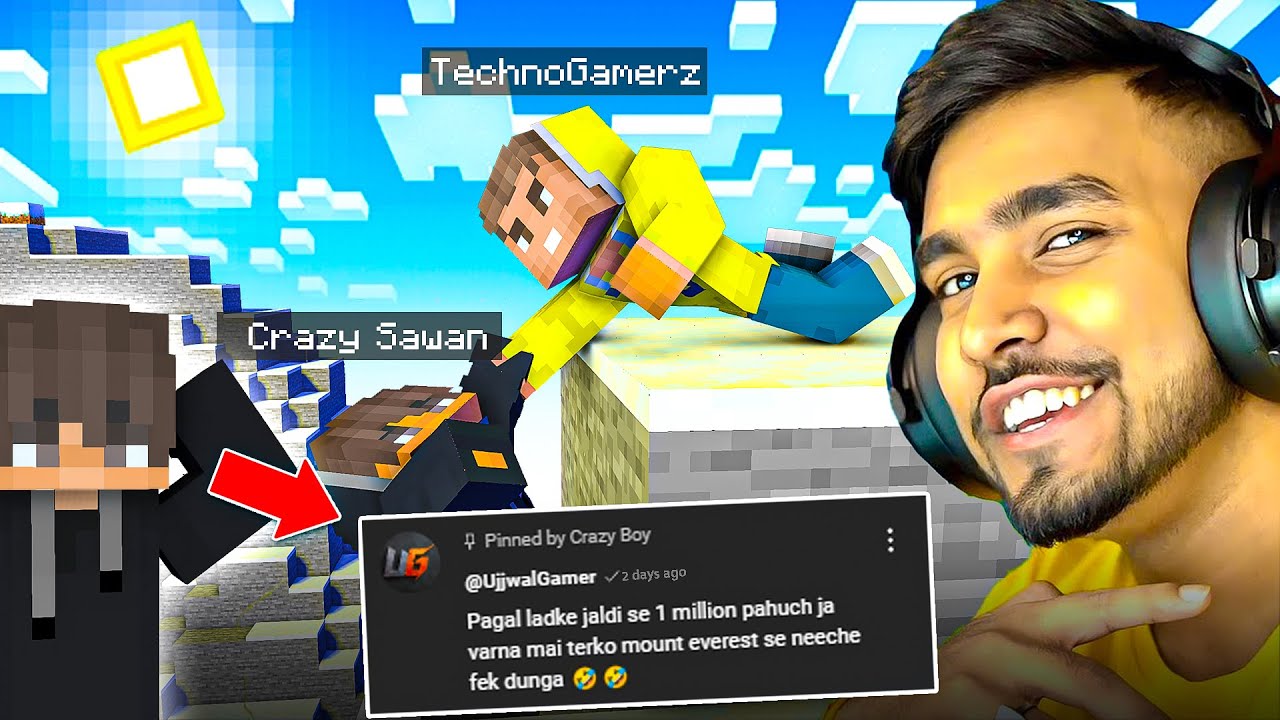 TechnoGamerz
Crazy Sawan
Pinned by Crazy Boy
UG
@UjjwalGamer ✓ 2 days ago
Pagal ladke jaldi se 1 million pahuch ja
varna mai terko mount everest se neeche
fek dunga 🤣 🤣